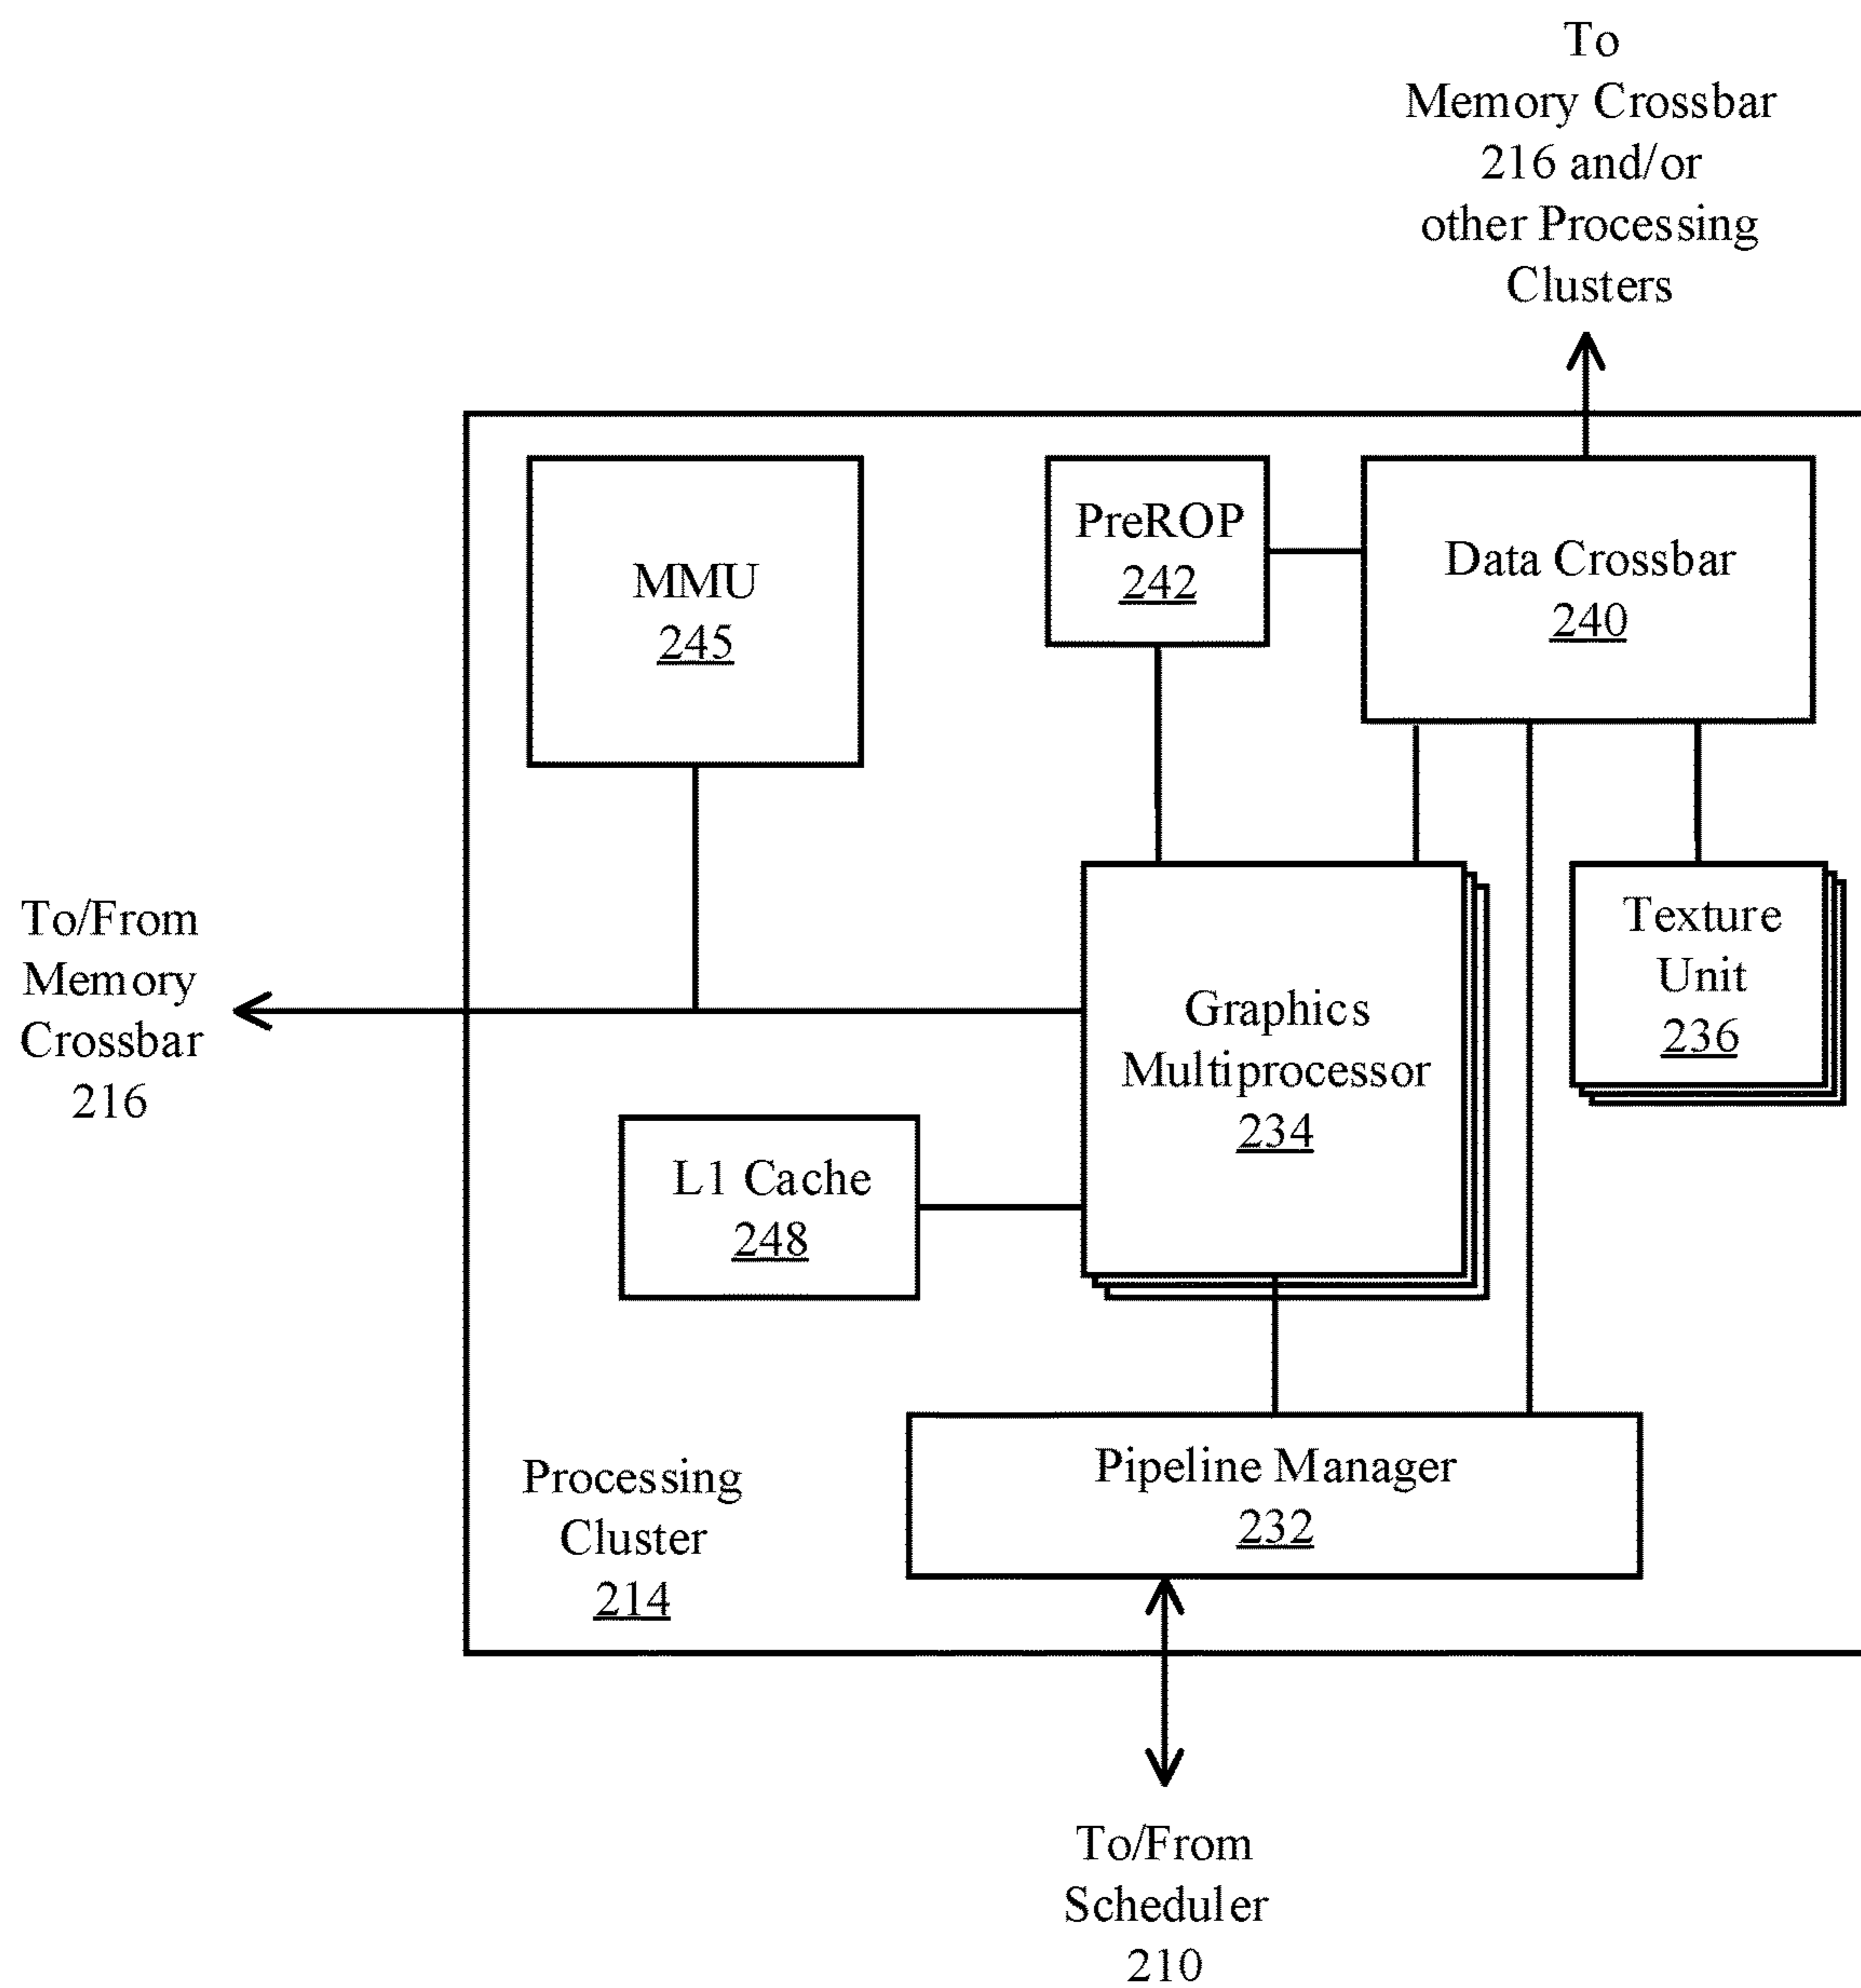 To
Memory Crossbar
216 and/or
other Processing
Clusters
MMU
245
PreROP
242
Data Crossbar
240
To/From
Memory
Crossbar
216
Graphics
Multiprocessor
234
Texture
Unit
236
L1 Cache
248
Pipeline Manager
232
Processing
Cluster
214
To/From
Scheduler
210